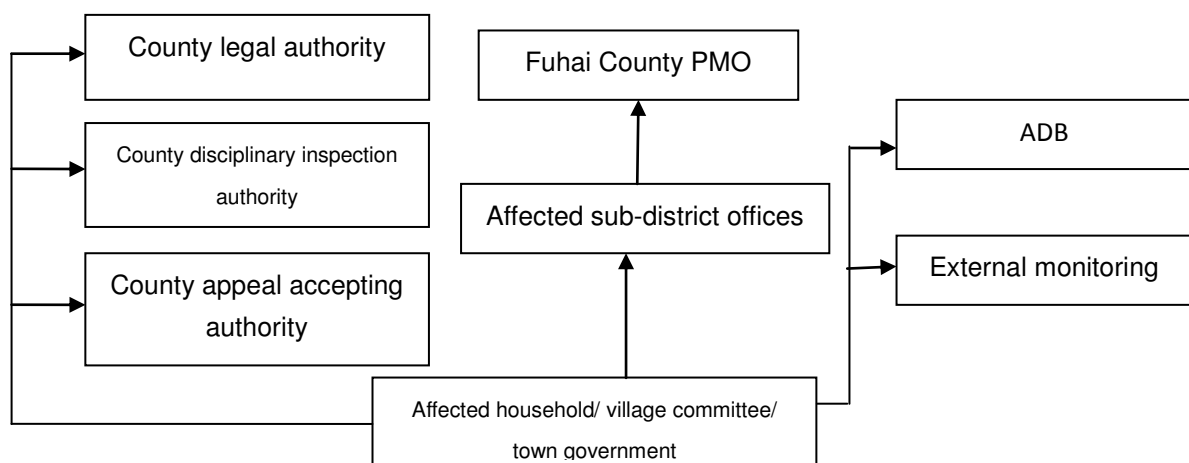 County legal authority
County disciplinary inspection
authority
County appeal accepting
authority
Fuhai County PMO
Affected sub-district offices
ADB
External monitoring
Affected household/ village committee/
town government